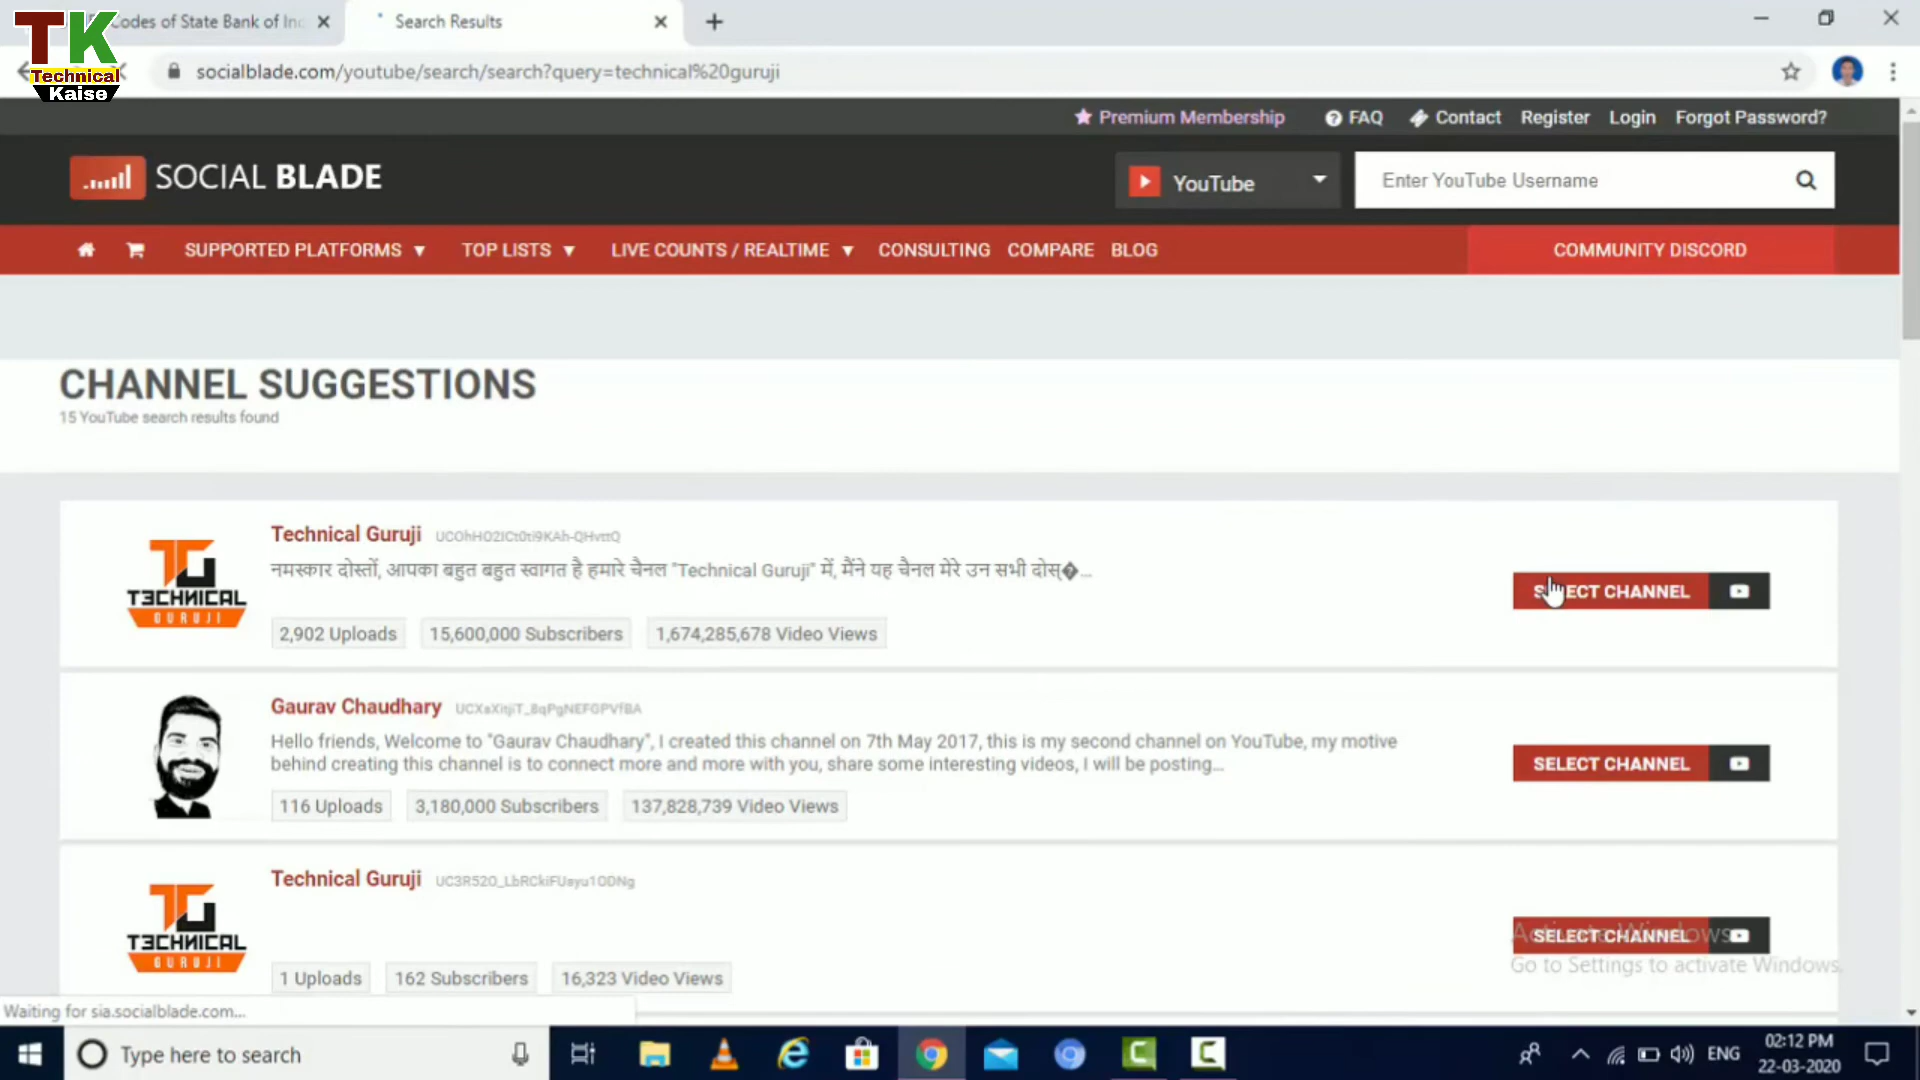 TK
Technical
Kaise
Codes of State Bank of In
Search Results
socialblade.com/youtube/search/search?query=technical%20guruji
Premium Membership
FAQ
Contact
Register
Login
Forgot Password?
SOCIAL BLADE
YouTube
Enter YouTube Username
SUPPORTED PLATFORMS
TOP LISTS
LIVE COUNTS / REALTIME
CONSULTING
COMPARE
BLOG
COMMUNITY DISCORD
CHANNEL SUGGESTIONS
15 YouTube search results found
TECHNICAL
GURUJI
Technical Guruji
नमस्कार दोस्तों, आपका बहुत बहुत स्वागत है हमारे चैनल "Technical Guruji" में, मैंने यह चैनल मेरे उन सभी दोस्�...
2,902 Uploads
15,600,000 Subscribers
1,674,285,678 Video Views
SELECT CHANNEL
Gaurav Chaudhary
Hello friends, Welcome to "Gaurav Chaudhary", I created this channel on 7th May 2017, this is my second channel on YouTube, my motive
behind creating this channel is to connect more and more with you, share some interesting videos, I will be posting...
116 Uploads
3,180,000 Subscribers
137,828,739 Video Views
SELECT CHANNEL
TECHNICAL
GURUJI
Technical Guruji
1 Uploads
162 Subscribers
16,323 Video Views
SELECT CHANNEL
Activate Windows
Go to Settings to activate Windows.
Waiting for sia.socialblade.com...
Type here to search
ENG
02:12 PM
22-03-2020